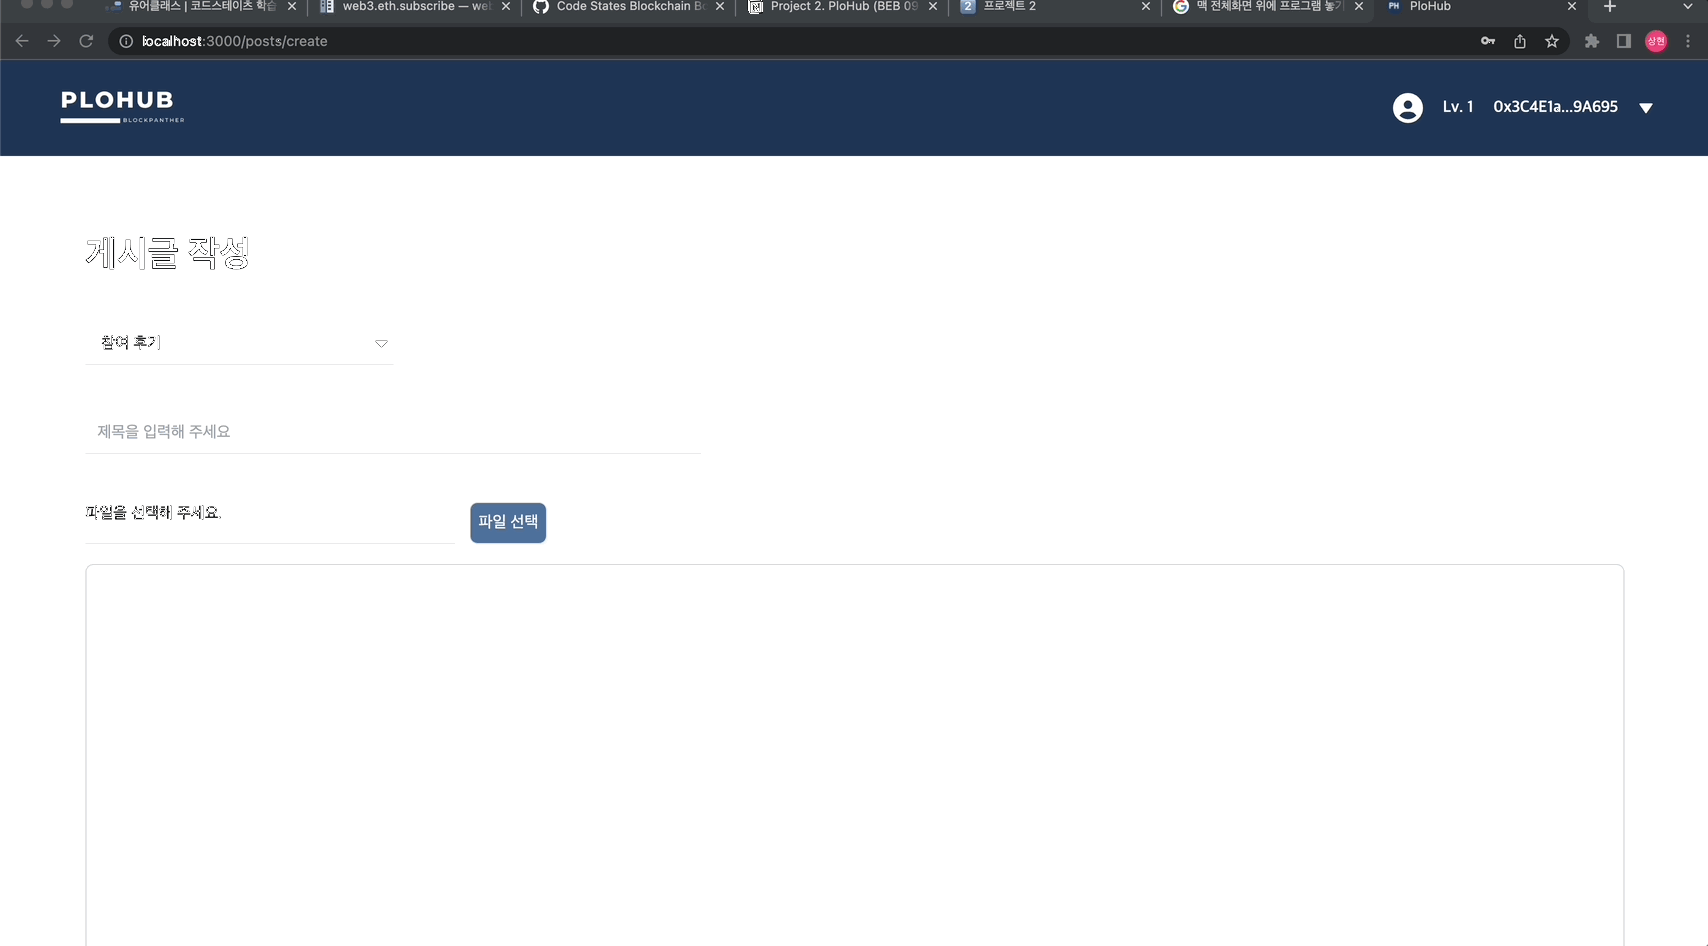 유어클래스 | 코드스테이츠 학습
web3.eth.subscribe — web
Code States Blockchain Bo
Project 2. PloHub (BEB 09
2 프로젝트 2
맥 전체화면 위에 프로그램 놓기
PH PloHub
localhost:3000/posts/create
상현
PLOHUB
BLOCKPANTHER
Lv. 1 0x3C4E1a...9A695
게시글 작성
참여 후기
제목을 입력해 주세요
파일을 선택해 주세요.
파일 선택